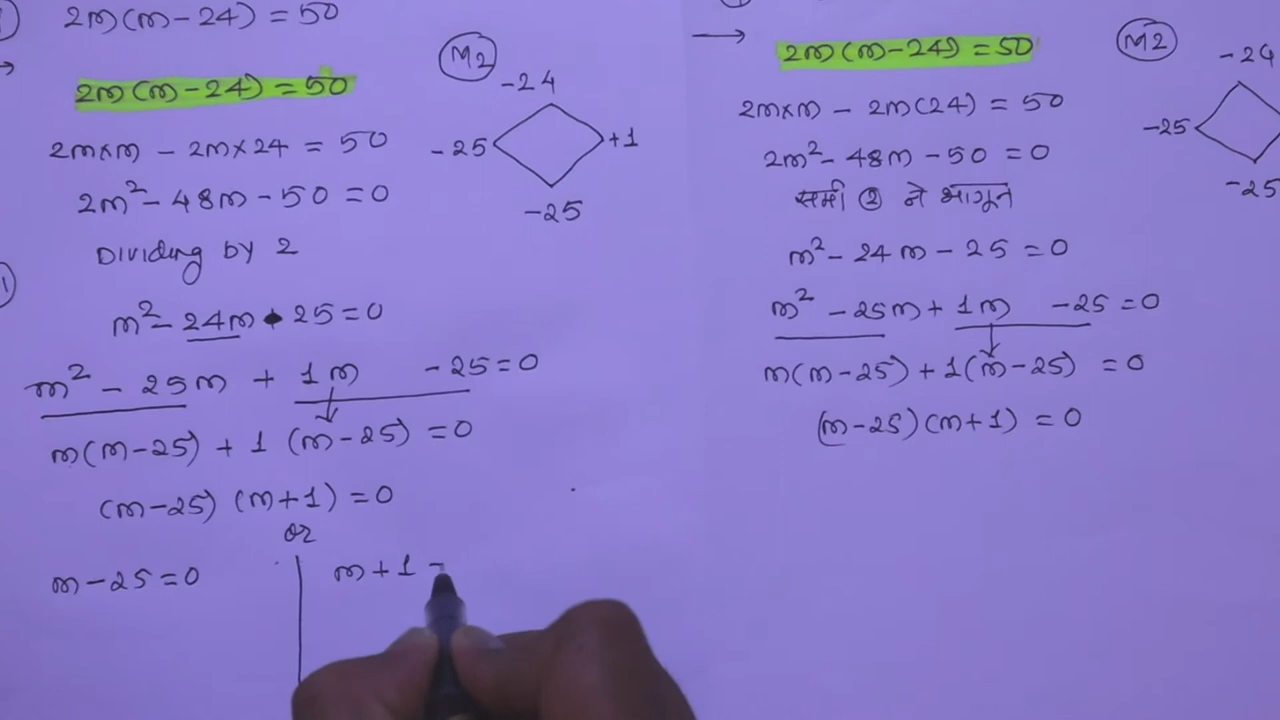 2m(m-24) = 50
2m(m-24) = 50
2m×m - 2m×24 = 50
2m² - 48m - 50 = 0
Dividing by 2
m² - 24m • 25 = 0
m² - 25m + 1m - 25 = 0
m(m-25) + 1 (m-25) = 0
(m-25) (m+1) = 0
or
m - 25 = 0
m + 1 -
M2
-24
-25
+1
-25
→
2m(m-24) = 50
2m×m - 2m(24) = 50
2m² - 48m - 50 = 0
समी ② ने भागून
m² - 24m - 25 = 0
m² - 25m + 1m - 25 = 0
m(m-25) + 1(m-25) = 0
(m-25)(m+1) = 0
M2
-24
-25
-25